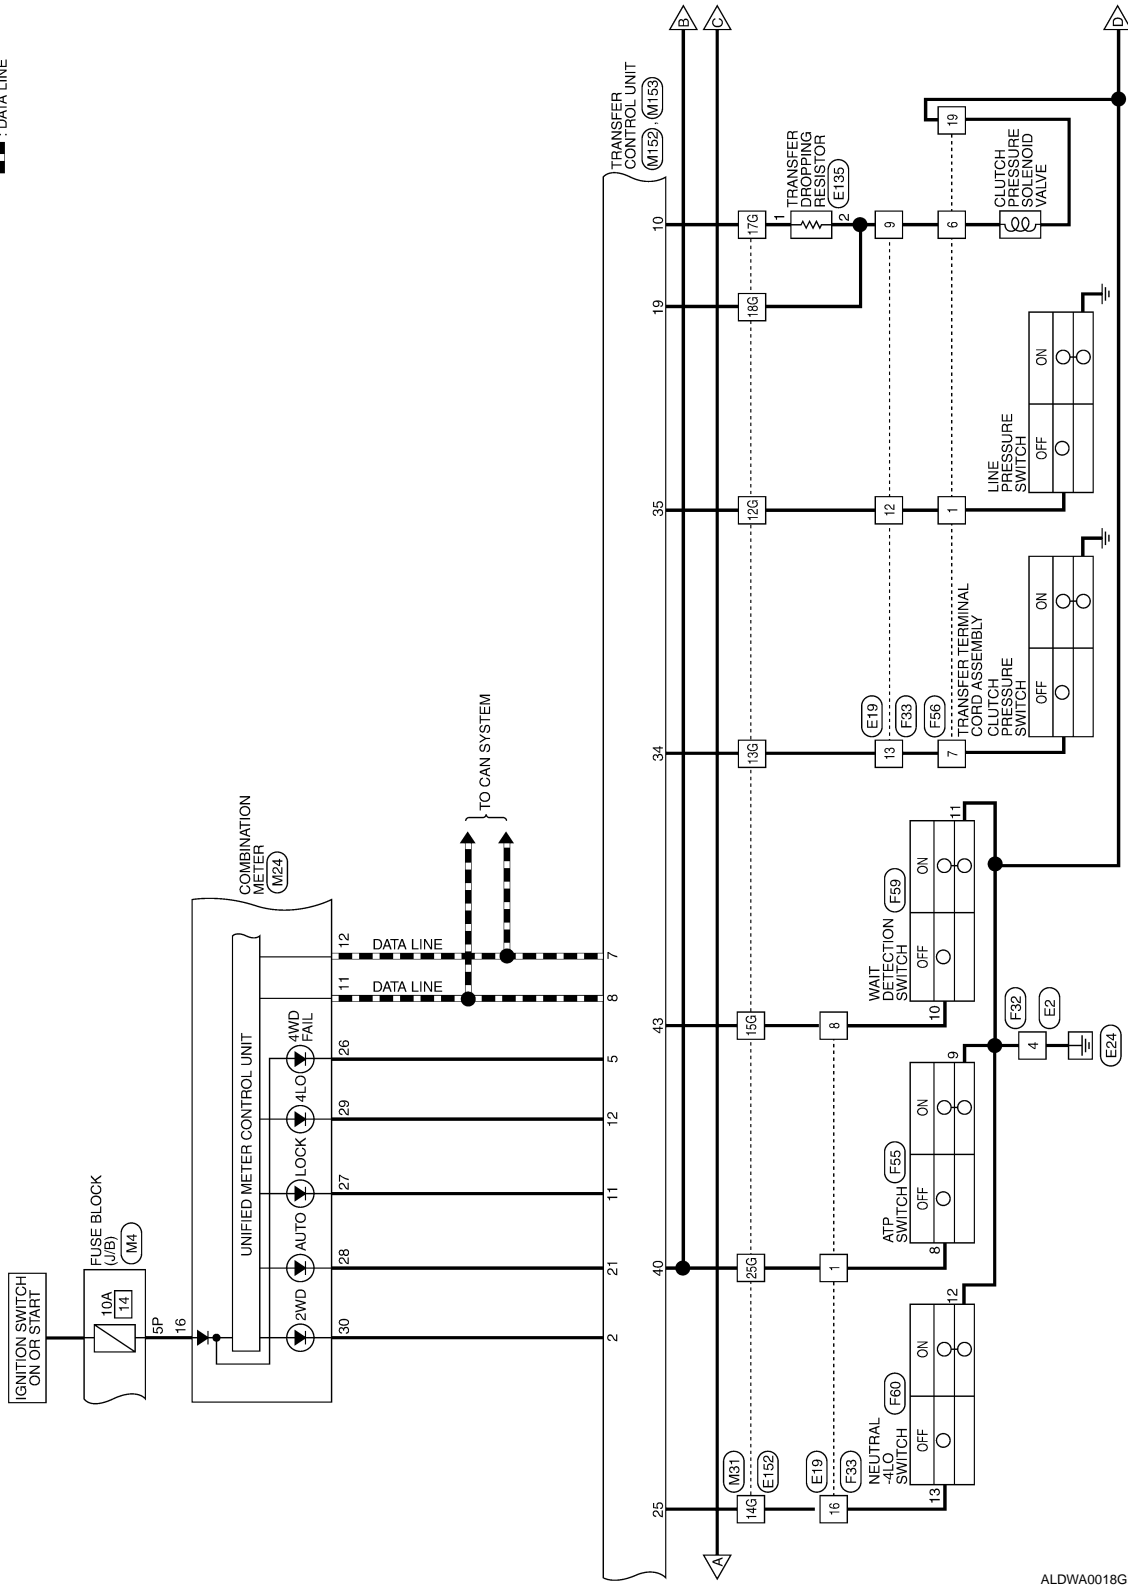 : DATA LINE
IGNITION SWITCH
ON OR START
FUSE BLOCK
(J/B)
M4
10A
14
5P
16
COMBINATION
METER
M24
UNIFIED METER CONTROL UNIT
2WD
AUTO
LOCK
4LO
4WD
FAIL
30
28
27
29
26
11
12
DATA LINE
DATA LINE
TO CAN SYSTEM
2
21
11
12
5
8
7
TRANSFER
CONTROL UNIT
M152
,
M153
25
40
43
34
35
19
10
A
B
C
D
M31
E152
14G
25G
15G
13G
12G
18G
17G
1
TRANSFER
DROPPING
RESISTOR
E135
2
E19
F33
16
1
8
E19
F33
F56
13
12
9
7
1
6
19
TRANSFER TERMINAL
CORD ASSEMBLY
NEUTRAL
-4LO
SWITCH
F60
OFF
ON
13
12
ATP
SWITCH
F55
OFF
ON
8
9
WAIT
DETECTION
SWITCH
F59
OFF
ON
10
11
F32
E2
4
E24
CLUTCH
PRESSURE
SWITCH
OFF
ON
LINE
PRESSURE
SWITCH
OFF
ON
CLUTCH
PRESSURE
SOLENOID
VALVE
ALDWA0018G